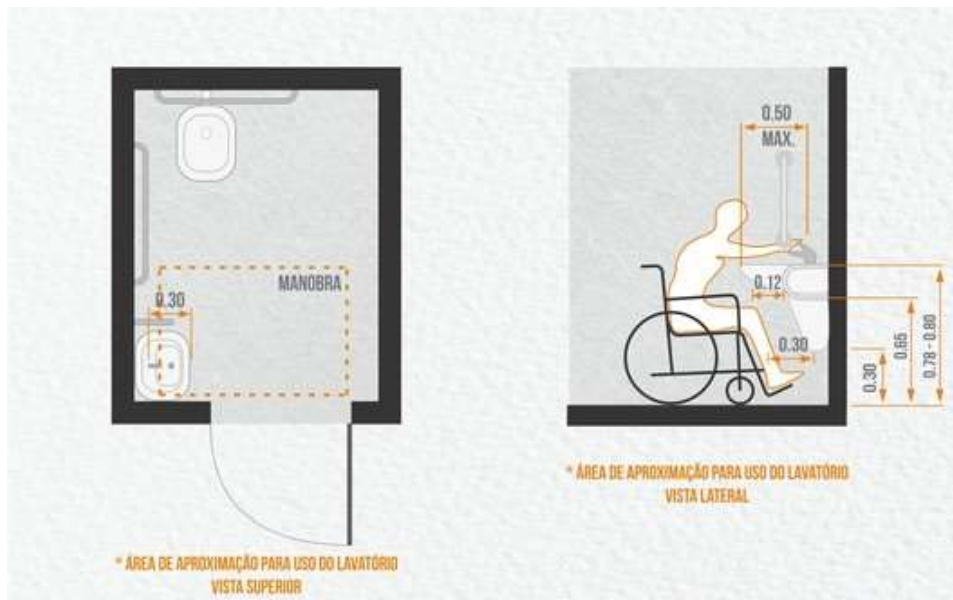 MANOBRA
0.30
* ÁREA DE APROXIMAÇÃO PARA USO DO LAVATÓRIO
VISTA SUPERIOR
0.50
MAX.
0.12
0.30
0.30
0.65
0.78 - 0.80
* ÁREA DE APROXIMAÇÃO PARA USO DO LAVATÓRIO
VISTA LATERAL